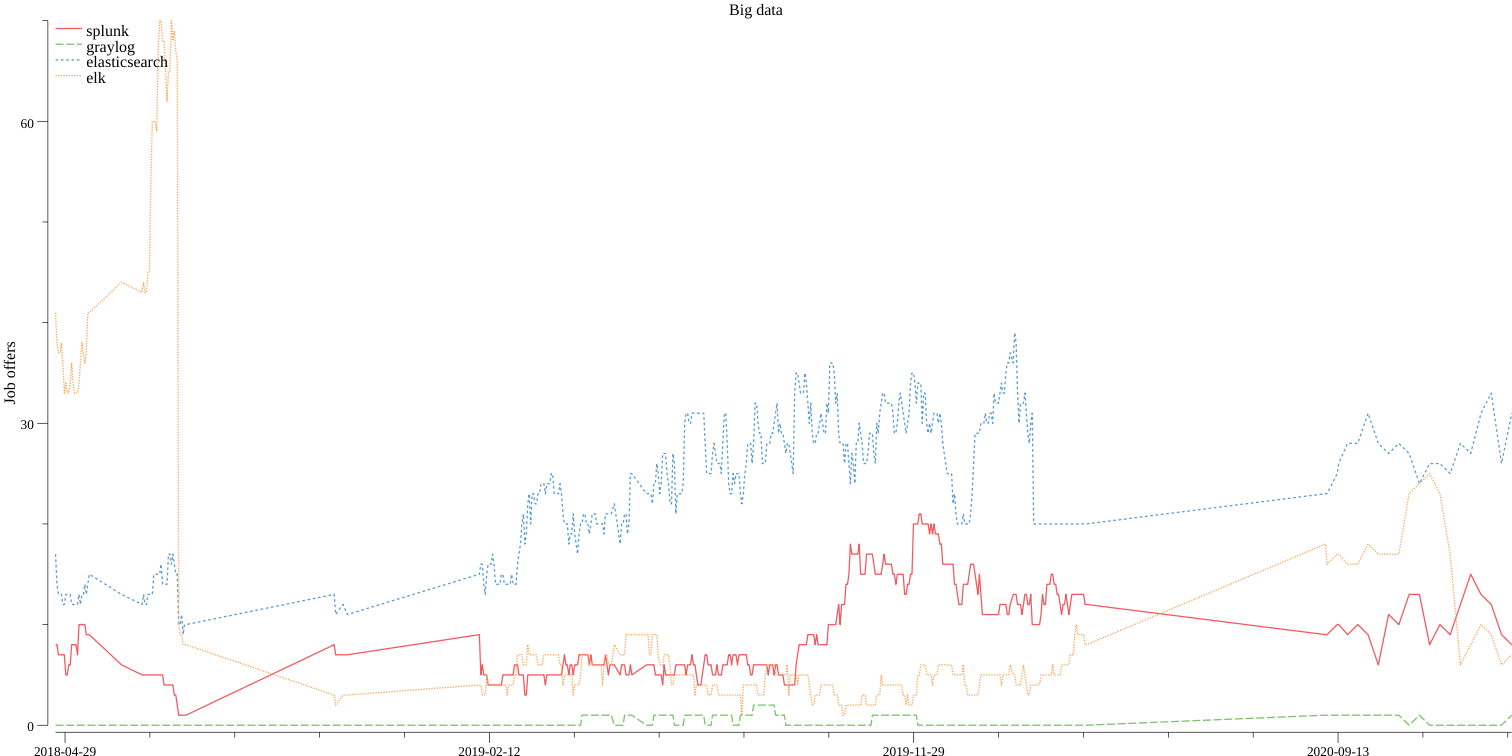 Big data
splunk
graylog
elasticsearch
elk
60
30
0
Job offers
2018-04-29
2019-02-12
2019-11-29
2020-09-13